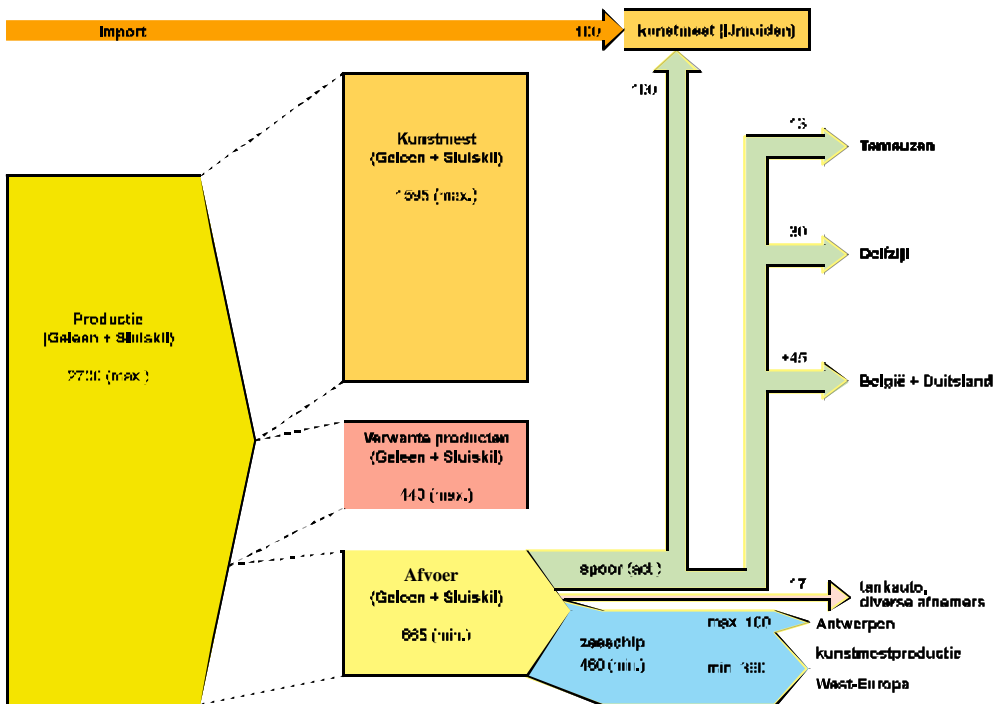 Import 100 kunstmest (IJmuiden)
100
Kunstmest
(Geleen + Sluiskil)
1595 (max.)
13
Terneuzen
30
Delfzijl
Productie
(Geleen + Sluiskil)
2700 (max.)
±45
België + Duitsland
Verwante producten
(Geleen + Sluiskil)
440 (max.)
Afvoer
(Geleen + Sluiskil)
665 (min.)
spoor (act.)
17
tankauto,
diverse afnemers
max. 100
Antwerpen
zeeschip
460 (min.)
min. 360
kunstmestproductie
West-Europa